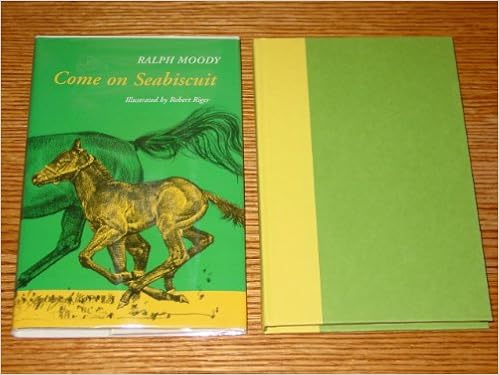 RALPH MOODY
Come on Seabiscuit
Illustrated by Robert Riger